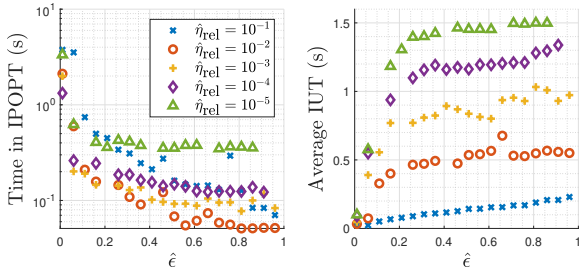 Time in IPOPT (s)
10^1
10^0
10^{-1}
0 0.2 0.4 0.6 0.8 1
ϵ̂
η̂_rel = 10^{-1}
η̂_rel = 10^{-2}
η̂_rel = 10^{-3}
η̂_rel = 10^{-4}
η̂_rel = 10^{-5}
Average IUT (s)
1.5
1
0.5
0
0 0.2 0.4 0.6 0.8 1
ϵ̂